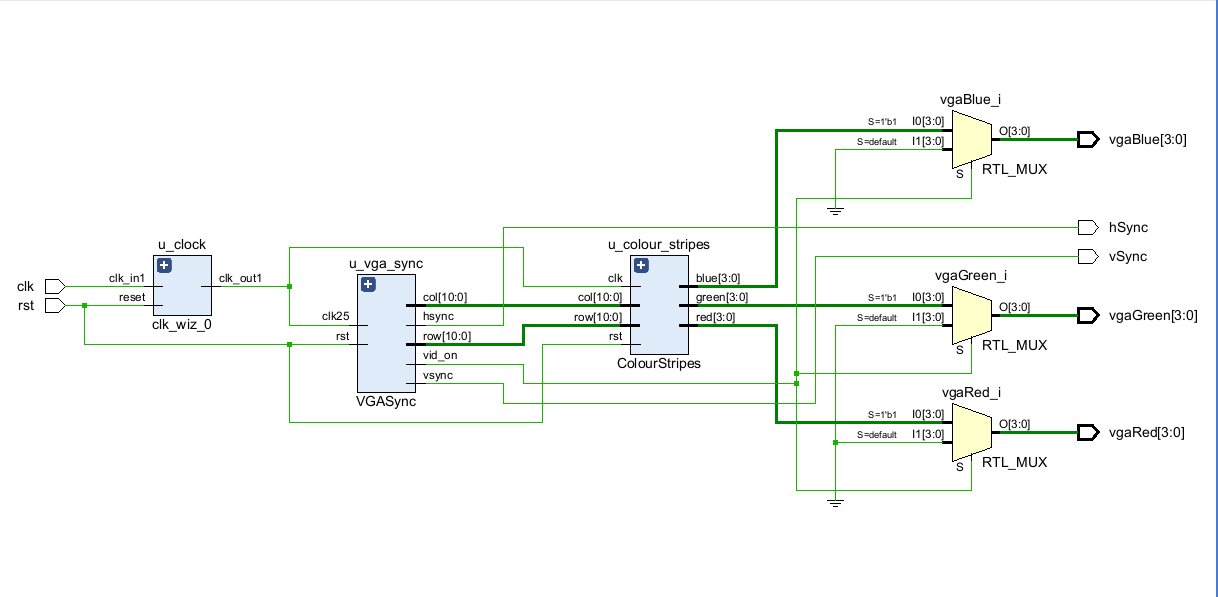 vgaBlue_i
S=1'b1 I0[3:0] O[3:0]
S=default I1[3:0]
vgaBlue[3:0]
S RTL_MUX
hSync
vSync
u_clock
clk clk_in1 clk_out1
rst reset
clk_wiz_0
u_vga_sync
col[10:0]
clk25 hsync
rst row[10:0]
vid_on
vsync
VGASync
u_colour_stripes
clk blue[3:0]
col[10:0] green[3:0]
row[10:0] red[3:0]
rst
ColourStripes
vgaGreen_i
S=1'b1 I0[3:0] O[3:0]
S=default I1[3:0]
vgaGreen[3:0]
S RTL_MUX
vgaRed_i
S=1'b1 I0[3:0] O[3:0]
S=default I1[3:0]
vgaRed[3:0]
S RTL_MUX